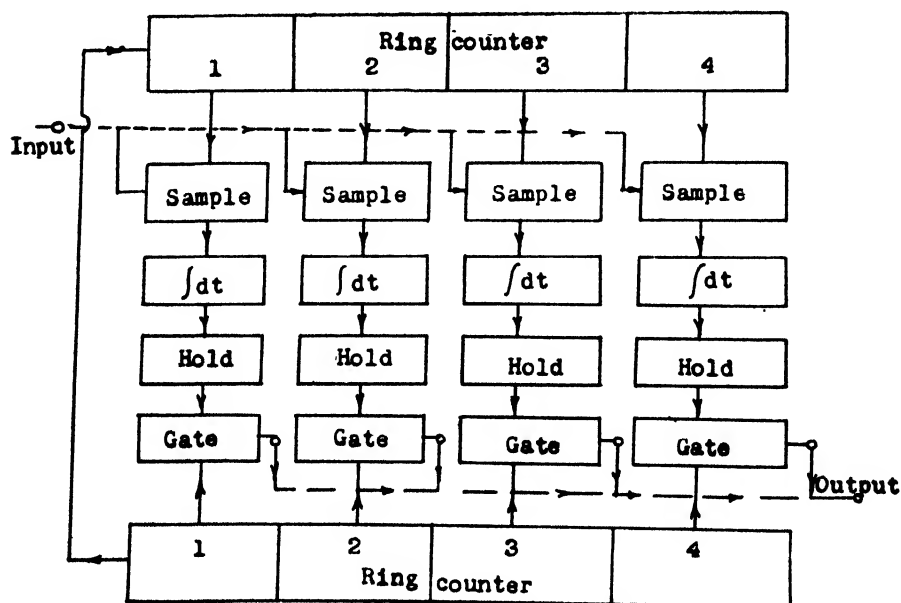 Ring counter
1 2 3 4
Input
Sample Sample Sample Sample
∫dt ∫dt ∫dt ∫dt
Hold Hold Hold Hold
Gate Gate Gate Gate
Output
1 2 3 4
Ring counter